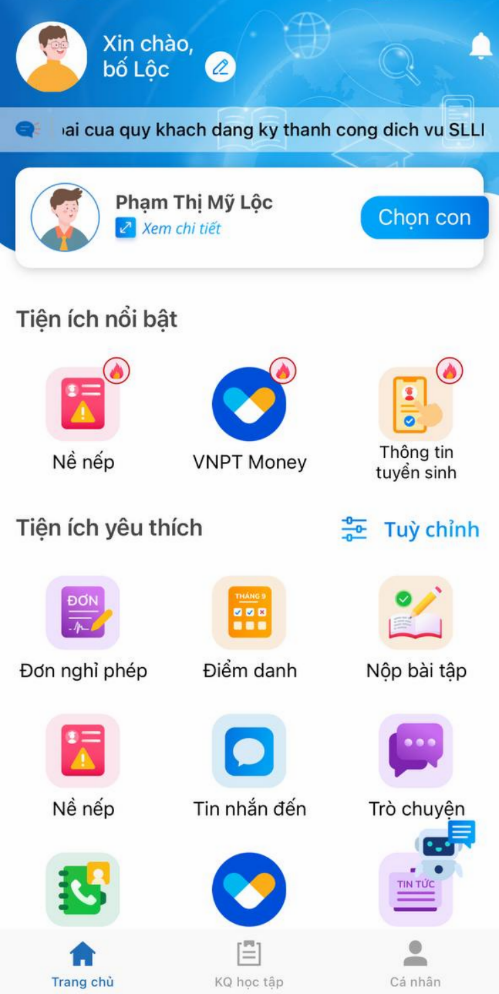 Xin chào,
bố Lộc
cua quy khach dang ky thanh cong dich vu
Phạm Thị Mỹ Lộc
Chọn con
Xem chi tiết
Tiện ích nổi bật
Nề nếp
VNPT Money
Thông tin
tuyển sinh
Tiện ích yêu thích
Tuỳ chỉnh
ĐƠN
THÁNG 9
Đơn nghỉ phép
Điểm danh
Nộp bài tập
Nề nếp
Tin nhắn đến
Trò chuyện
TIN TỨC
Trang chủ
KQ học tập
Cá nhân